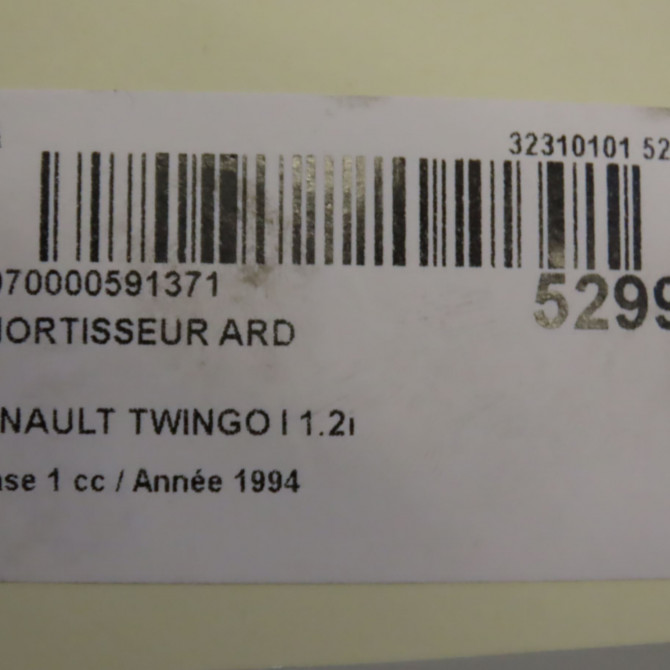 32310101 52
070000591371
5299
MORTISSEUR ARD
NAULT TWINGO I 1.2i
ase 1 cc / Année 1994